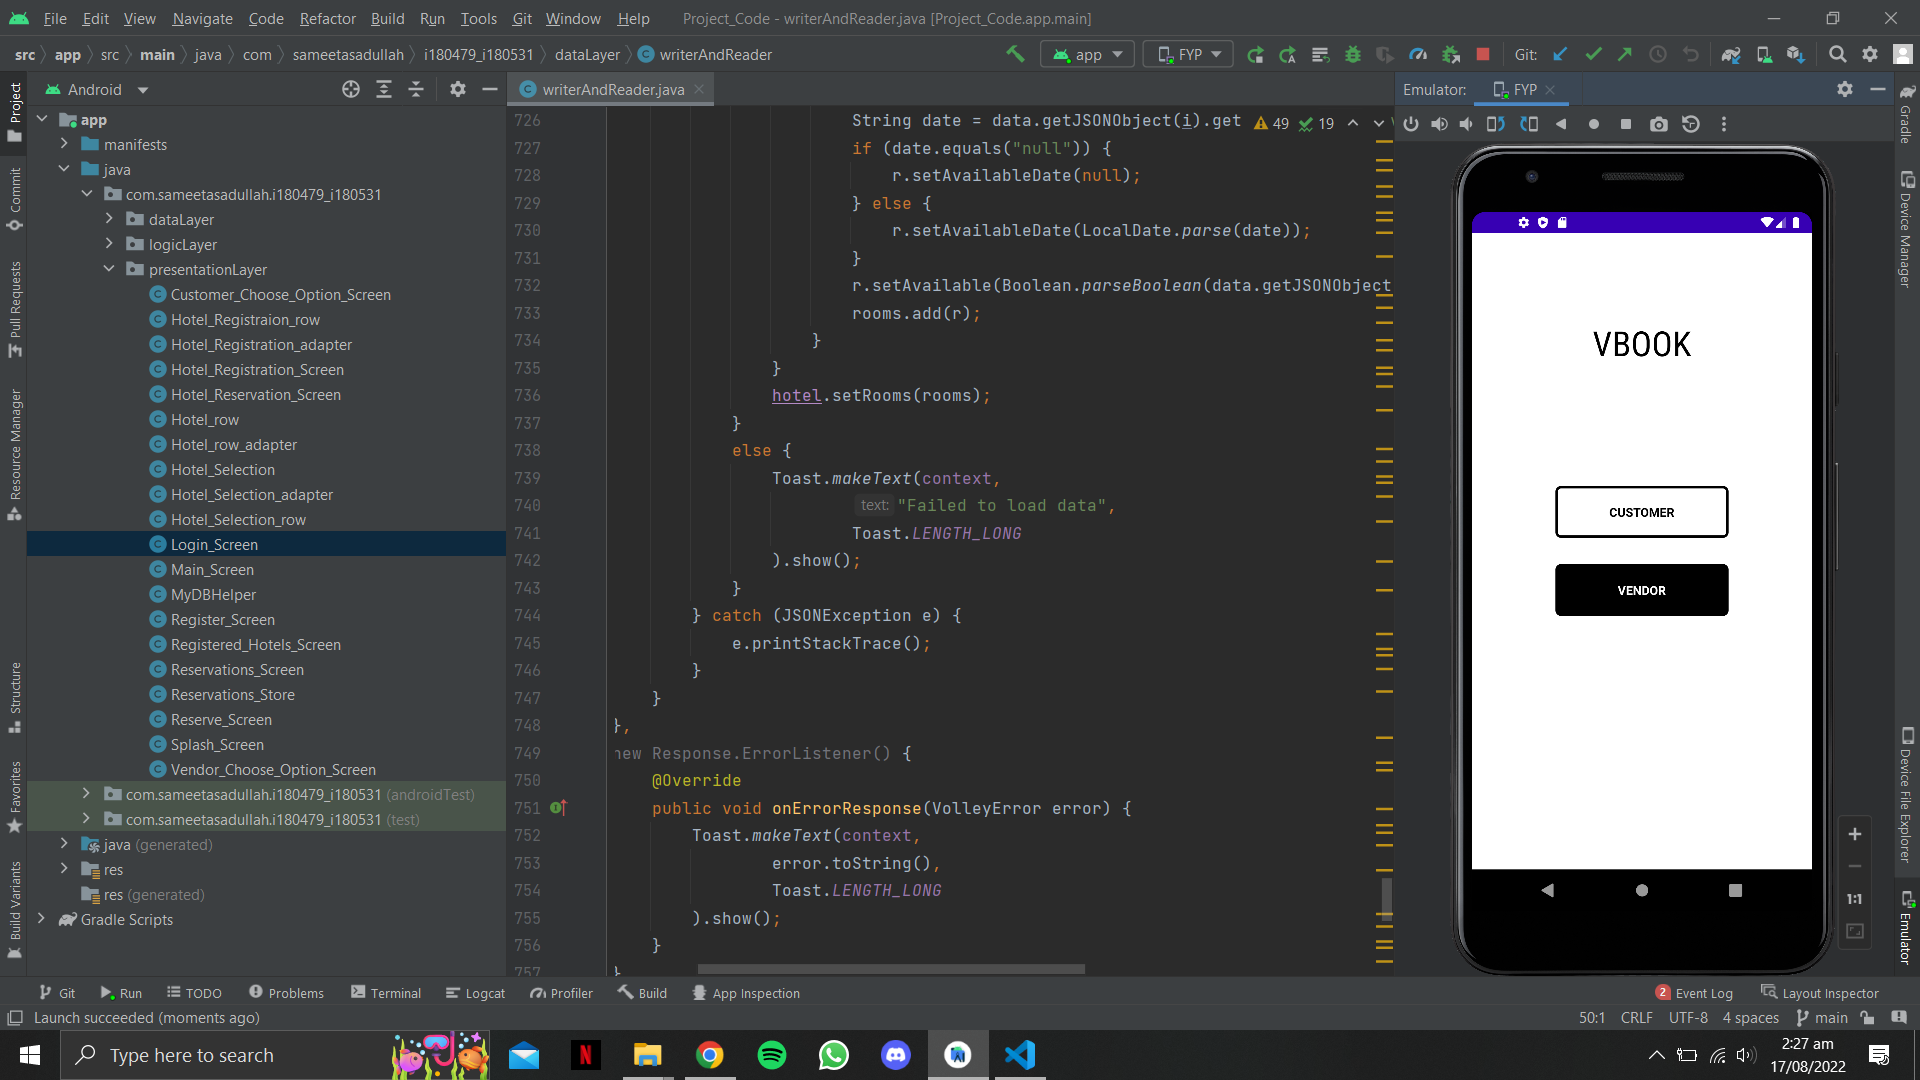 File Edit View Navigate Code Refactor Build Run Tools Git Window Help Project_Code - writerAndReader.java [Project_Code.app.main]
src app src main java com sameetasadullah i180479_i180531 dataLayer writerAndReader app FYP Git:
Android
writerAndReader.java
Emulator: FYP
Project
Commit
Pull Requests
Resource Manager
Structure
Favorites
Build Variants
app
manifests
java
com.sameetasadullah.i180479_i180531
dataLayer
logicLayer
presentationLayer
Customer_Choose_Option_Screen
Hotel_Registraion_row
Hotel_Registration_adapter
Hotel_Registration_Screen
Hotel_Reservation_Screen
Hotel_row
Hotel_row_adapter
Hotel_Selection
Hotel_Selection_adapter
Hotel_Selection_row
Login_Screen
Main_Screen
MyDBHelper
Register_Screen
Registered_Hotels_Screen
Reservations_Screen
Reservations_Store
Reserve_Screen
Splash_Screen
Vendor_Choose_Option_Screen
com.sameetasadullah.i180479_i180531 (androidTest)
com.sameetasadullah.i180479_i180531 (test)
java (generated)
res
res (generated)
Gradle Scripts
726 String date = data.getJSONObject(i).get 49 19
727 if (date.equals("null")) {
728 r.setAvailableDate(null);
729 } else {
730 r.setAvailableDate(LocalDate.parse(date));
731 }
732 r.setAvailable(Boolean.parseBoolean(data.getJSONObject
733 rooms.add(r);
734 }
735 }
736 hotel.setRooms(rooms);
737 }
738 else {
739 Toast.makeText(context,
740 text: "Failed to load data",
741 Toast.LENGTH_LONG
742 ).show();
743 }
744 } catch (JSONException e) {
745 e.printStackTrace();
746 }
747 }
748 },
749 new Response.ErrorListener() {
750 @Override
751 public void onErrorResponse(VolleyError error) {
752 Toast.makeText(context,
753 error.toString(),
754 Toast.LENGTH_LONG
755 ).show();
756 }
757 }
VBOOK
CUSTOMER
VENDOR
1:1
Gradle
Device Manager
Device File Explorer
Emulator
Git Run TODO Problems Terminal Logcat Profiler Build App Inspection 2 Event Log Layout Inspector
Launch succeeded (moments ago) 50:1 CRLF UTF-8 4 spaces main
Type here to search
2:27 am
17/08/2022